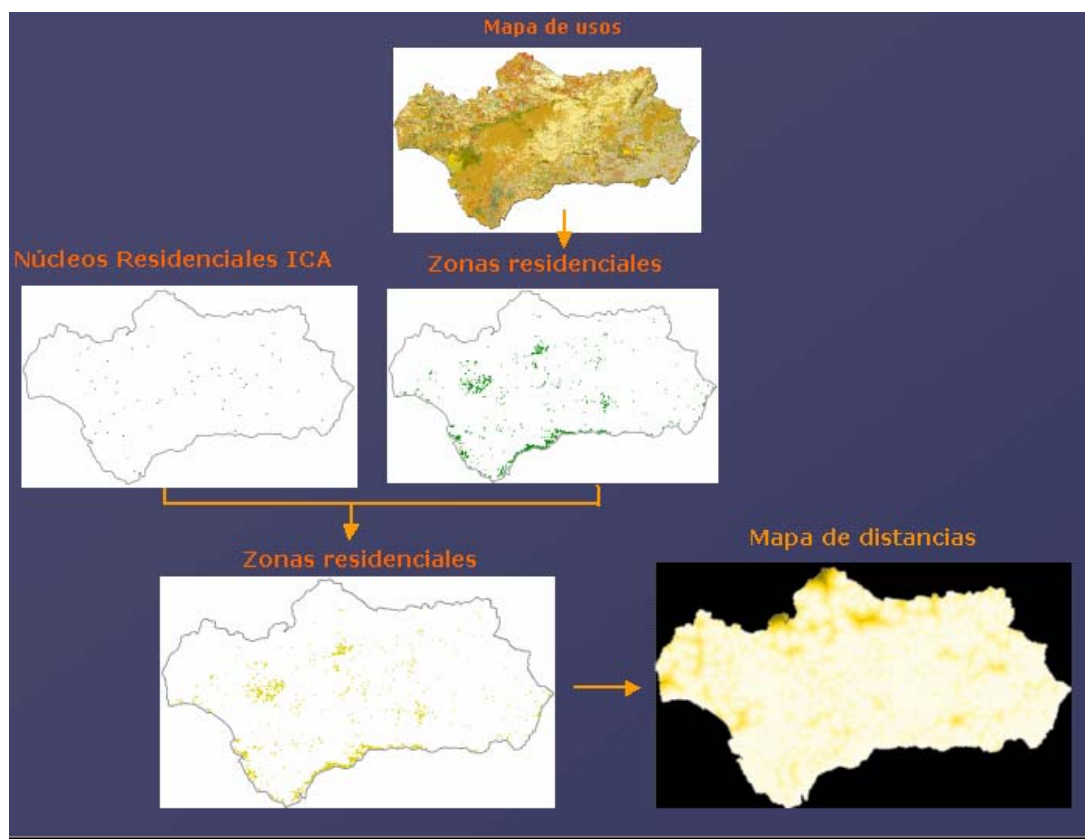 Mapa de usos
Núcleos Residenciales ICA
Zonas residenciales
Zonas residenciales
Mapa de distancias